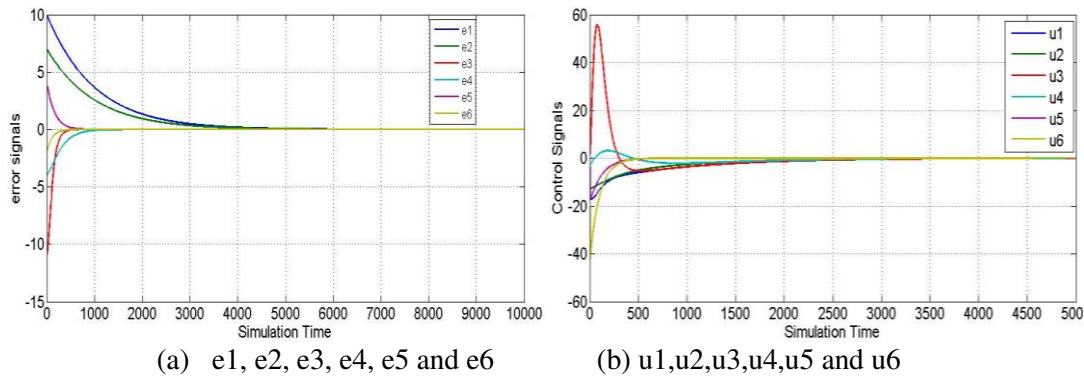 10
5
0
-5
-10
-15
error signals
0 1000 2000 3000 4000 5000 6000 7000 8000 9000 10000
Simulation Time
e1
e2
e3
e4
e5
e6
(a) e1, e2, e3, e4, e5 and e6
60
40
20
0
-20
-40
-60
Control Signals
0 500 1000 1500 2000 2500 3000 3500 4000 4500 5000
Simulation Time
u1
u2
u3
u4
u5
u6
(b) u1,u2,u3,u4,u5 and u6